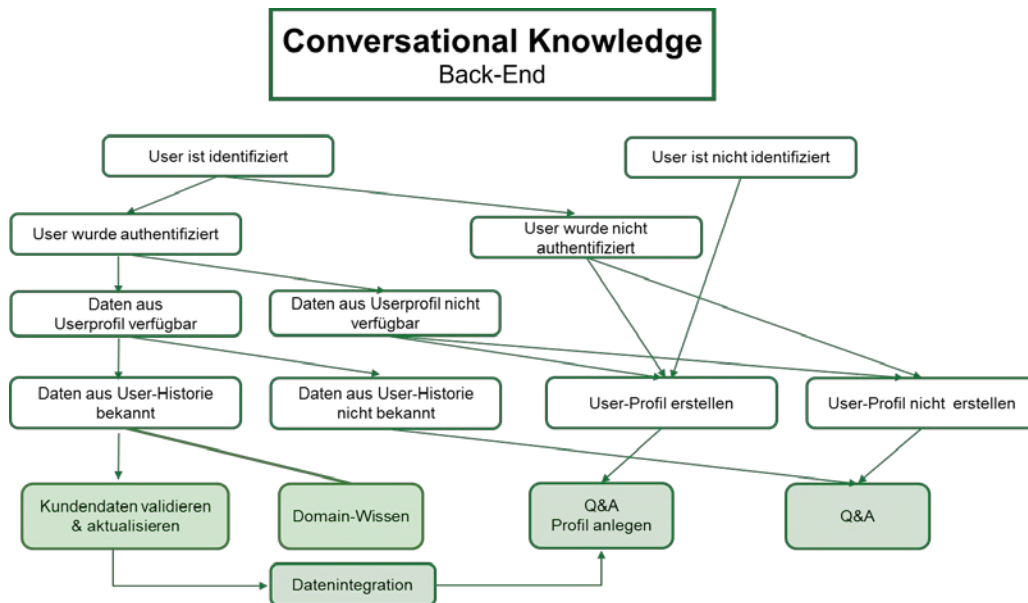 Conversational Knowledge
Back-End
User ist identifiziert
User ist nicht identifiziert
User wurde authentifiziert
User wurde nicht
authentifiziert
Daten aus
Userprofil verfügbar
Daten aus Userprofil nicht
verfügbar
Daten aus User-Historie
bekannt
Daten aus User-Historie
nicht bekannt
User-Profil erstellen
User-Profil nicht erstellen
Kundendaten validieren
& aktualisieren
Domain-Wissen
Q&A
Profil anlegen
Q&A
Datenintegration